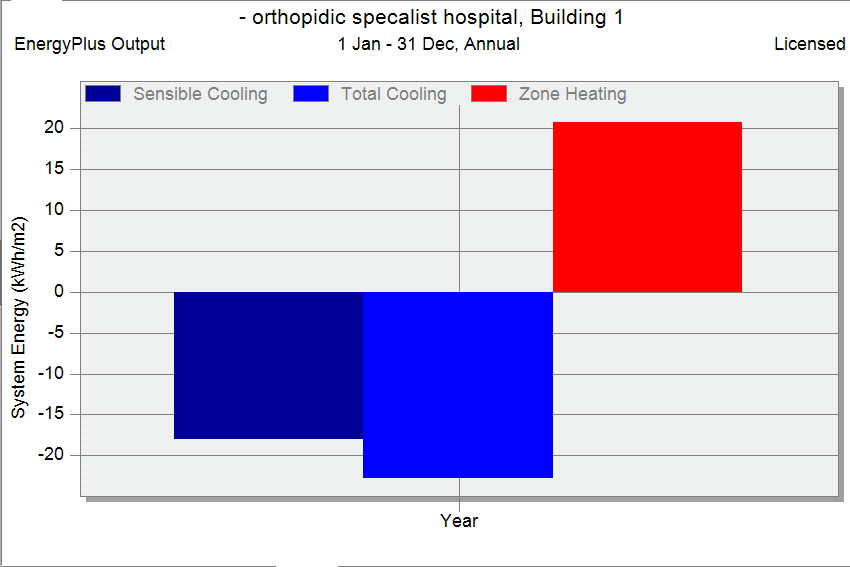 - orthopidic specalist hospital, Building 1
EnergyPlus Output 1 Jan - 31 Dec, Annual Licensed
Sensible Cooling Total Cooling Zone Heating
20
15
10
5
0
-5
-10
-15
-20
System Energy (kWh/m2)
Year